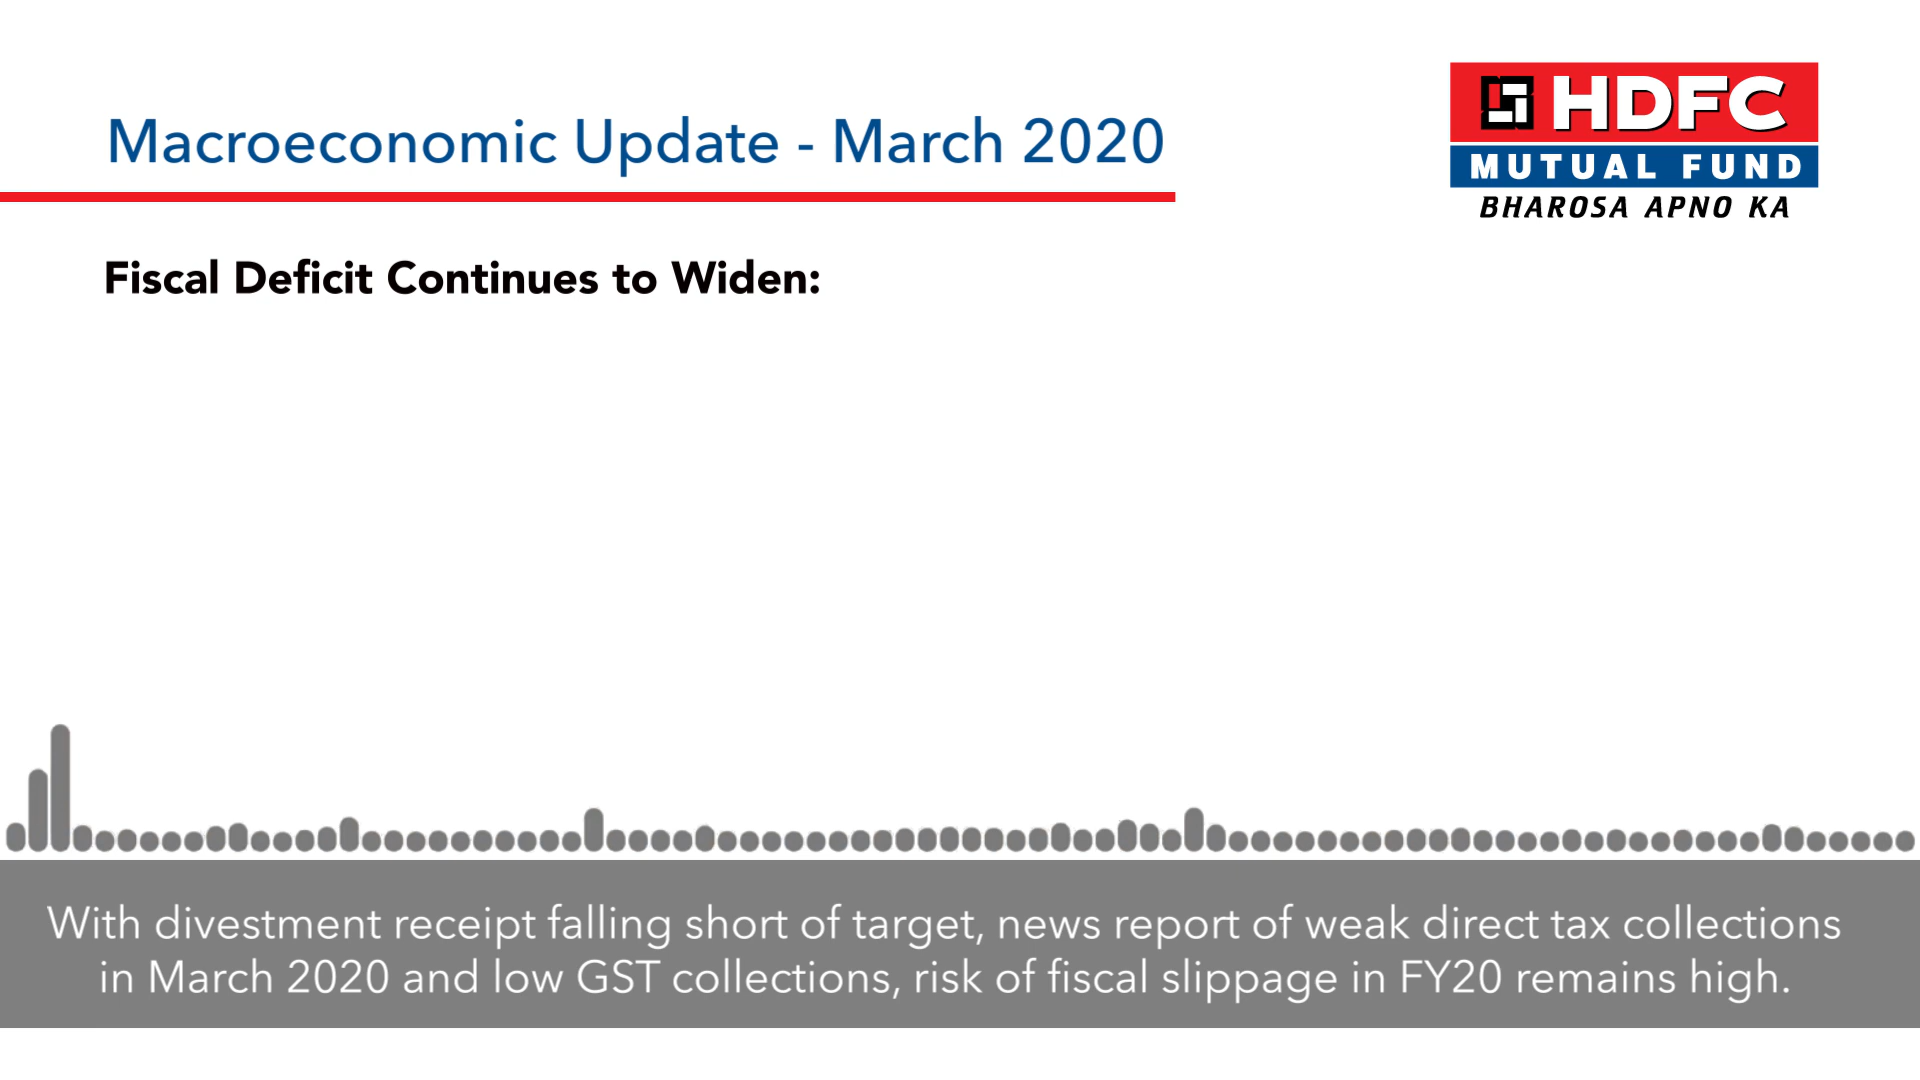 Macroeconomic Update - March 2020
HDFC
MUTUAL FUND
BHAROSA APNO KA
Fiscal Deficit Continues to Widen:
With divestment receipt falling short of target, news report of weak direct tax collections
in March 2020 and low GST collections, risk of fiscal slippage in FY20 remains high.